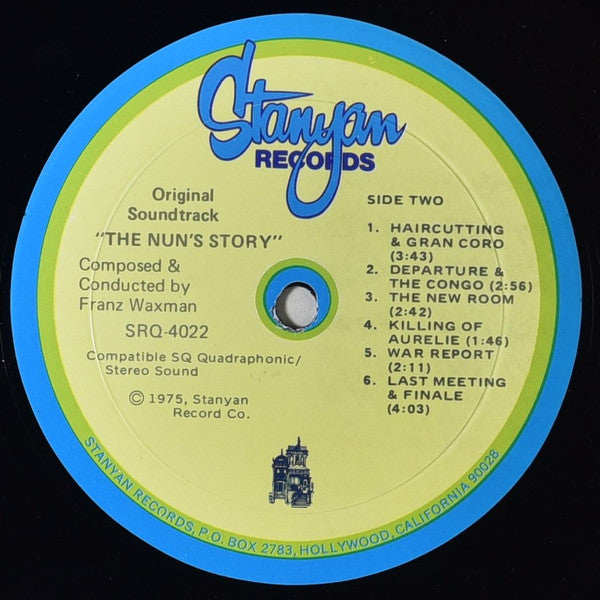 Stanyan
RECORDS
Original
Soundtrack
"THE NUN'S STORY"
Composed &
Conducted by
Franz Waxman
SRQ-4022
Compatible SQ Quadraphonic/
Stereo Sound
© 1975, Stanyan
Record Co.
SIDE TWO
1. HAIRCUTTING
& GRAN CORO
(3:43)
2. DEPARTURE &
THE CONGO (2:56)
3. THE NEW ROOM
(2:42)
4. KILLING OF
AURELIE (1:46)
5. WAR REPORT
(2:11)
6. LAST MEETING
& FINALE
(4:03)
STANYAN RECORDS, P.O. BOX 2783, HOLLYWOOD, CALIFORNIA 90028